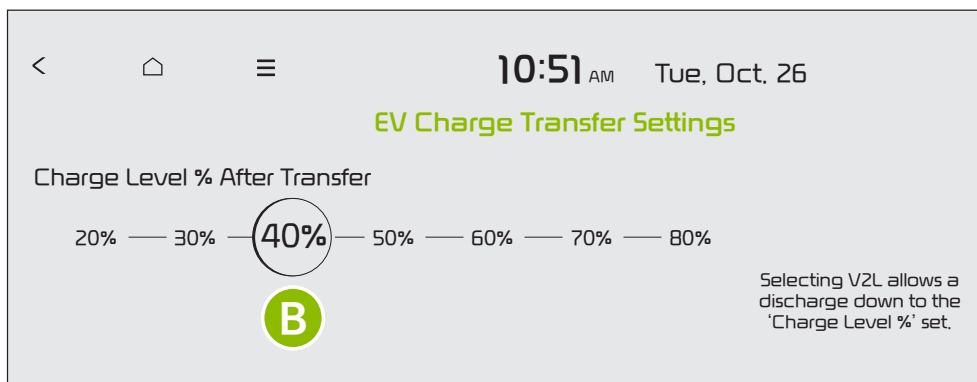 10:51 AM Tue, Oct. 26
EV Charge Transfer Settings
Charge Level % After Transfer
20% 30% 40% 50% 60% 70% 80%
B
Selecting V2L allows a
discharge down to the
‘Charge Level %’ set.